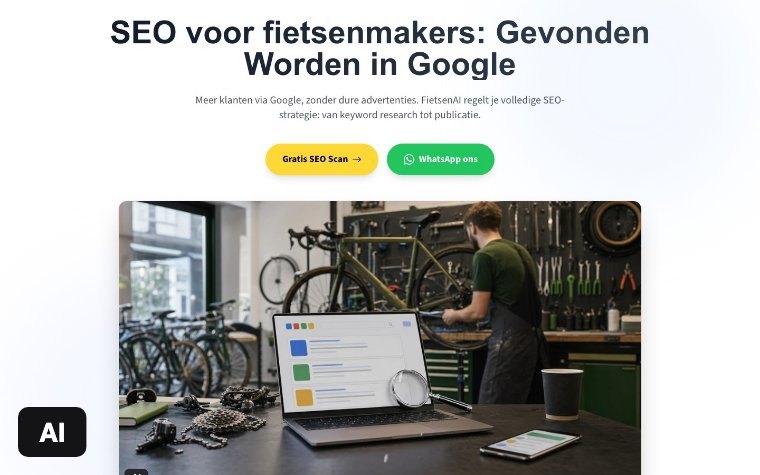 SEO voor fietsenmakers: Gevonden
Worden in Google
Meer klanten via Google, zonder dure advertenties. FietsenAI regelt je volledige SEO-
strategie: van keyword research tot publicatie.
Gratis SEO Scan →
WhatsApp ons
AI